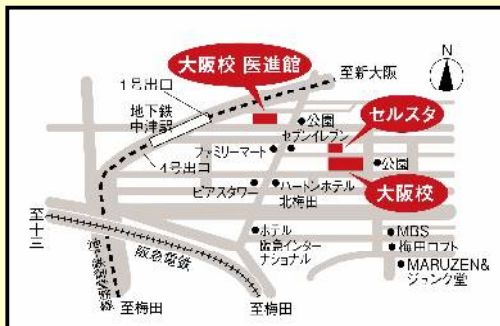 N
大阪校 医進館
至新大阪
1号出口
地下鉄
中津駅
公園
セルスタ
セブンイレブン
ファミリーマート
公園
4号出口
大阪校
ピアスタワー
ハートンホテル
北梅田
至十三
阪急電鉄
ホテル
阪急インター
ナショナル
MBS
梅田ロフト
MARUZEN&
ジュンク堂
至梅田
至梅田